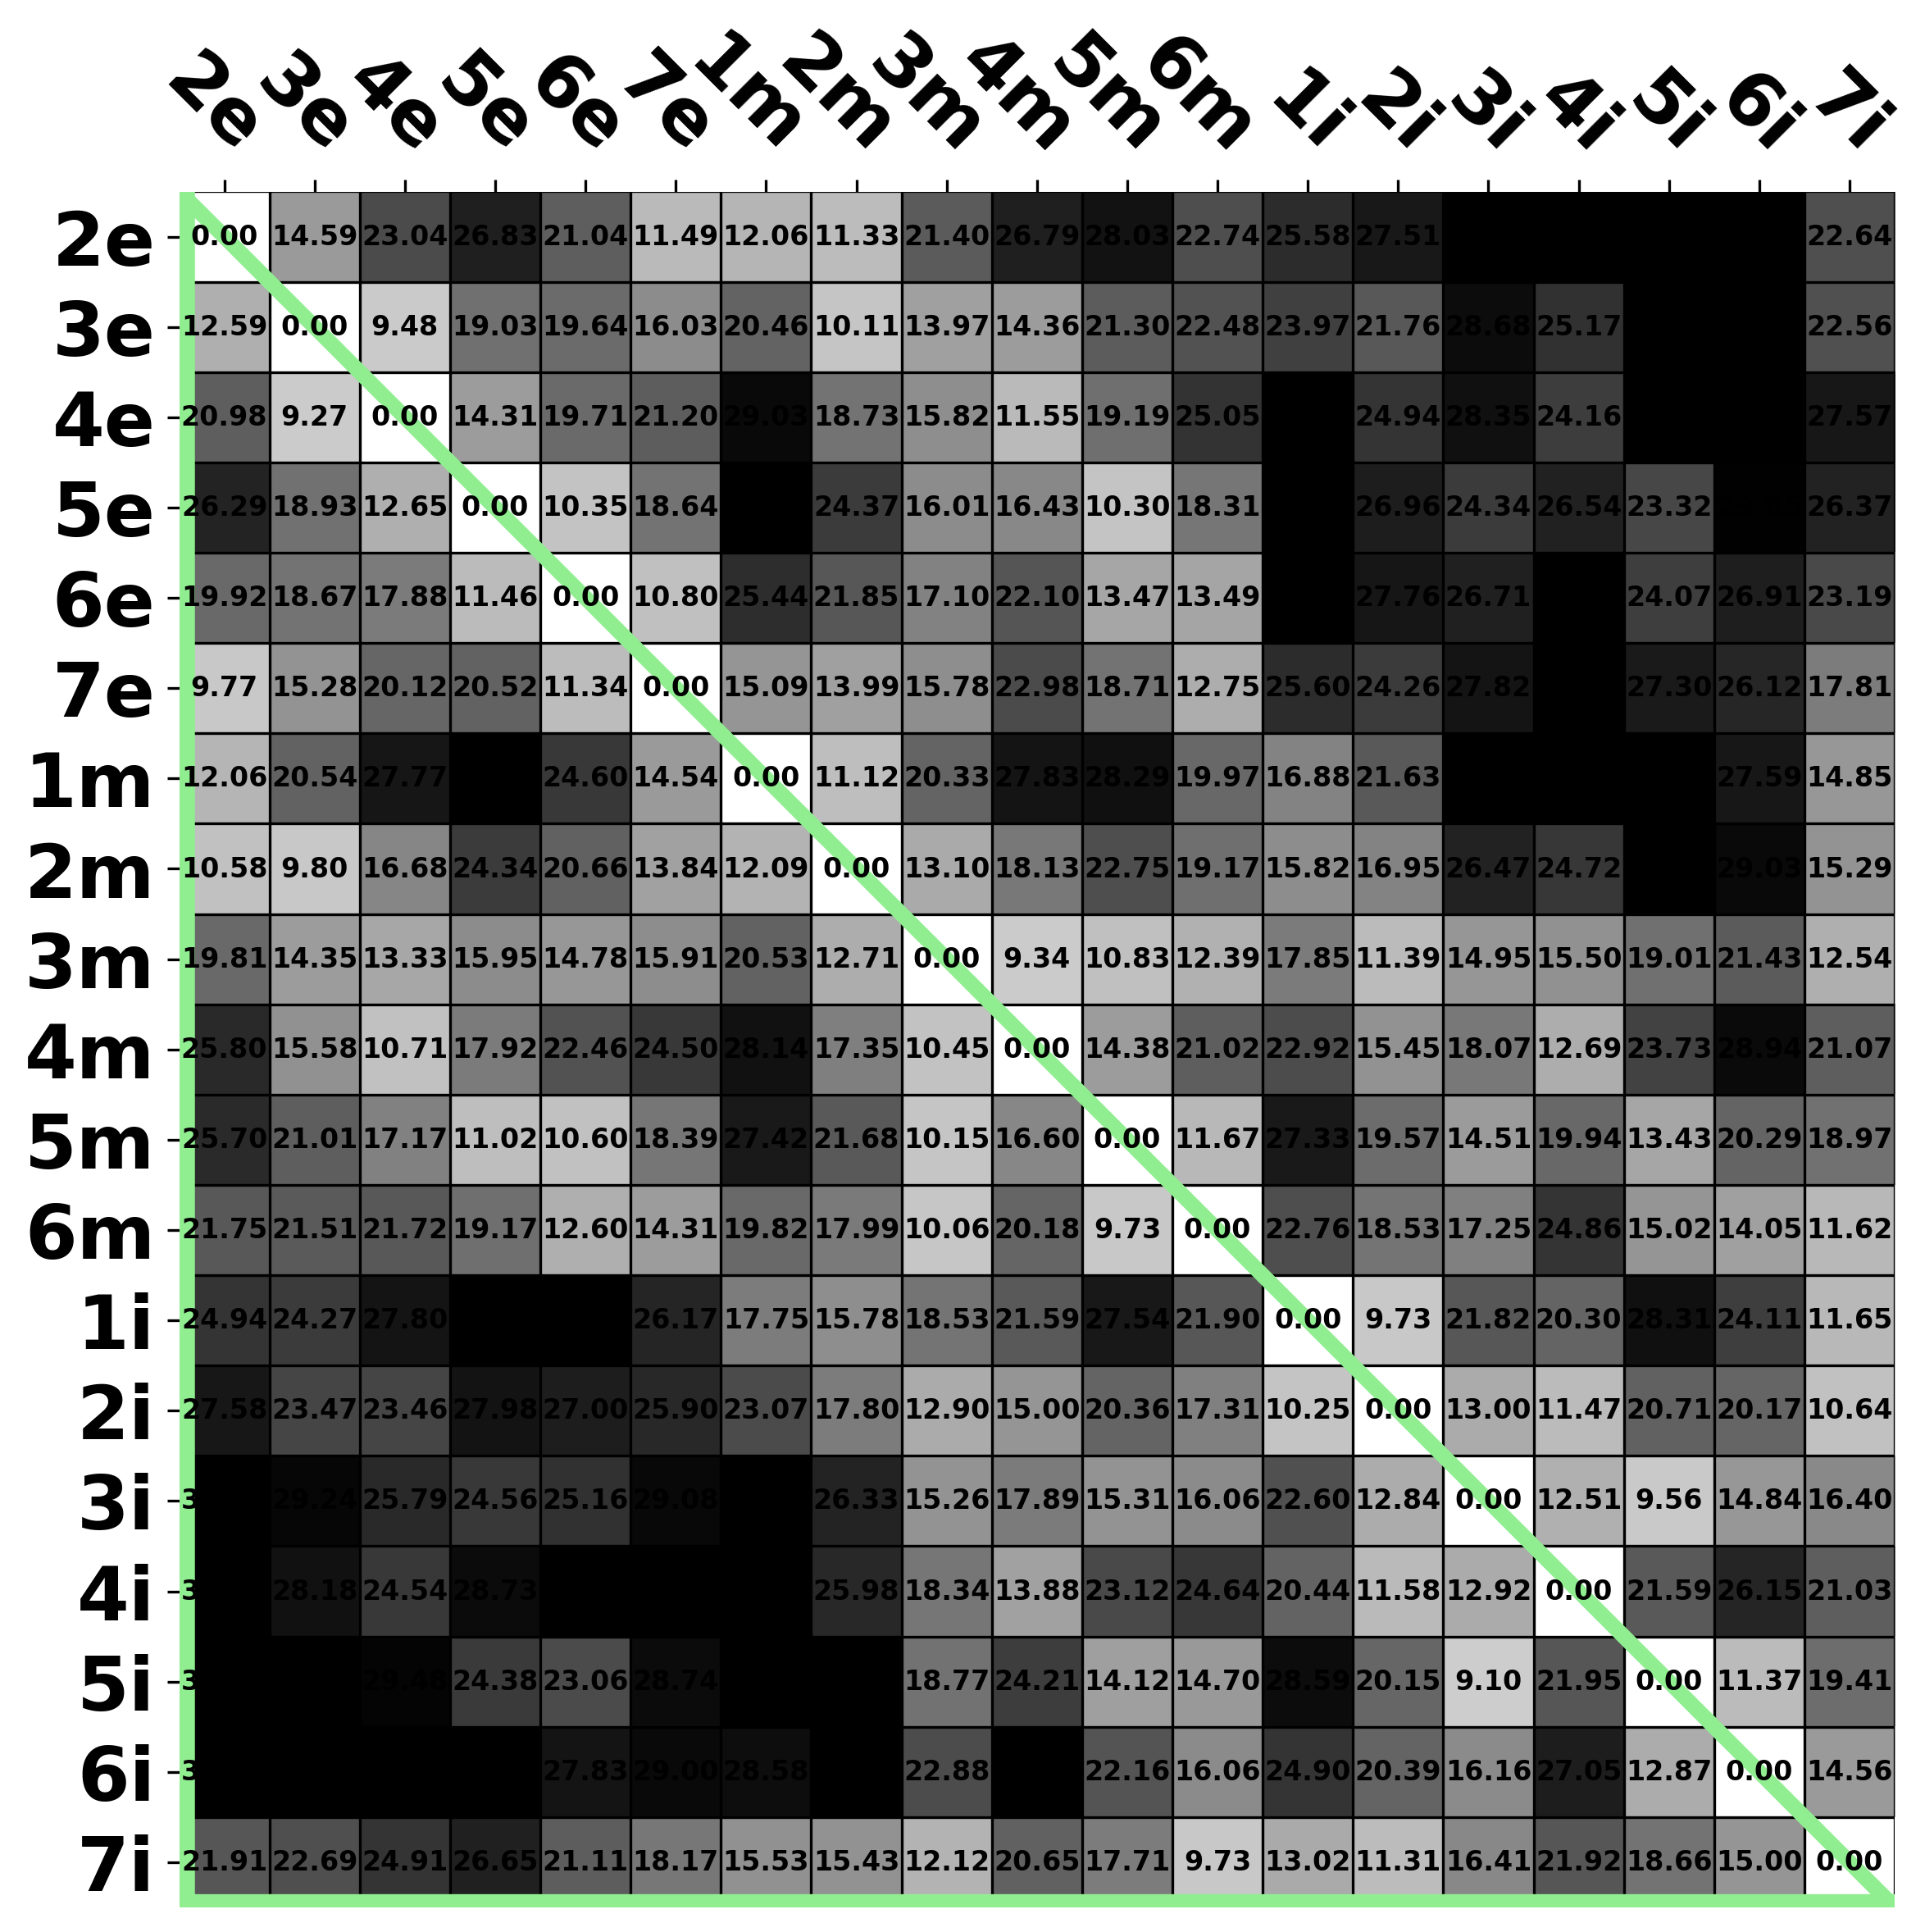 2e 3e 4e 5e 6e 7e 1m 2m 3m 4m 5m 6m 1i 2i 3i 4i 5i 6i 7i
2e 0.00 14.59 23.04 26.83 21.04 11.49 12.06 11.33 21.40 26.79 28.03 22.74 25.58 27.51 22.64
3e 12.59 0.00 9.48 19.03 19.64 16.03 20.46 10.11 13.97 14.36 21.30 22.48 23.97 21.76 28.68 25.17 22.56
4e 20.98 9.27 0.00 14.31 19.71 21.20 29.03 18.73 15.82 11.55 19.19 25.05 24.94 28.35 24.16 27.57
5e 26.29 18.93 12.65 0.00 10.35 18.64 24.37 16.01 16.43 10.30 18.31 26.96 24.34 26.54 23.32 26.37
6e 19.92 18.67 17.88 11.46 0.00 10.80 25.44 21.85 17.10 22.10 13.47 13.49 27.76 26.71 24.07 26.91 23.19
7e 9.77 15.28 20.12 20.52 11.34 0.00 15.09 13.99 15.78 22.98 18.71 12.75 25.60 24.26 27.82 27.30 26.12 17.81
1m 12.06 20.54 27.77 24.60 14.54 0.00 11.12 20.33 27.83 28.29 19.97 16.88 21.63 27.59 14.85
2m 10.58 9.80 16.68 24.34 20.66 13.84 12.09 0.00 13.10 18.13 22.75 19.17 15.82 16.95 26.47 24.72 29.03 15.29
3m 19.81 14.35 13.33 15.95 14.78 15.91 20.53 12.71 0.00 9.34 10.83 12.39 17.85 11.39 14.95 15.50 19.01 21.43 12.54
4m 25.80 15.58 10.71 17.92 22.46 24.50 28.14 17.35 10.45 0.00 14.38 21.02 22.92 15.45 18.07 12.69 23.73 28.94 21.07
5m 25.70 21.01 17.17 11.02 10.60 18.39 27.42 21.68 10.15 16.60 0.00 11.67 27.33 19.57 14.51 19.94 13.43 20.29 18.97
6m 21.75 21.51 21.72 19.17 12.60 14.31 19.82 17.99 10.06 20.18 9.73 0.00 22.76 18.53 17.25 24.86 15.02 14.05 11.62
1i 24.94 24.27 27.80 26.17 17.75 15.78 18.53 21.59 27.54 21.90 0.00 9.73 21.82 20.30 28.31 24.11 11.65
2i 27.58 23.47 23.46 27.98 27.00 25.90 23.07 17.80 12.90 15.00 20.36 17.31 10.25 0.00 13.00 11.47 20.71 20.17 10.64
3i 29.24 25.79 24.56 25.16 29.08 26.33 15.26 17.89 15.31 16.06 22.60 12.84 0.00 12.51 9.56 14.84 16.40
4i 28.18 24.54 28.73 25.98 18.34 13.88 23.12 24.64 20.44 11.58 12.92 0.00 21.59 26.15 21.03
5i 29.48 24.38 23.06 28.74 18.77 24.21 14.12 14.70 28.59 20.15 9.10 21.95 0.00 11.37 19.41
6i 27.83 29.00 28.58 22.88 22.16 16.06 24.90 20.39 16.16 27.05 12.87 0.00 14.56
7i 21.91 22.69 24.91 26.65 21.11 18.17 15.53 15.43 12.12 20.65 17.71 9.73 13.02 11.31 16.41 21.92 18.66 15.00 0.00